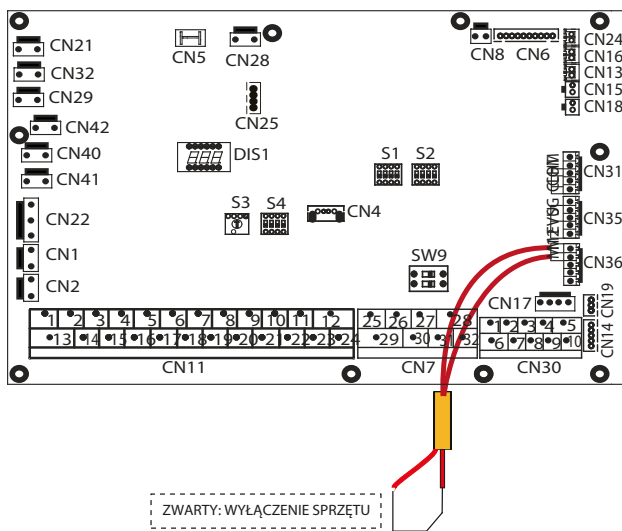 CN21
CN5
CN28
CN8
CN6
CN24
CN16
CN32
CN13
CN29
CN15
CN25
CN18
CN42
CN40
DIS1
S1
S2
CN41
CN31
S3
S4
CN4
CN35
CN22
CN1
SW9
CN36
CN2
CN17
CN19
1 2 3 4 5 6 7 8 9 10 11 12
25 26 27 28
1 2 3 4 5
13 14 15 16 17 18 19 20 21 22 23 24
29 30 31 32
6 7 8 9 10
CN14
CN11
CN7
CN30
ZWARTY: WYŁĄCZENIE SPRZĘTU